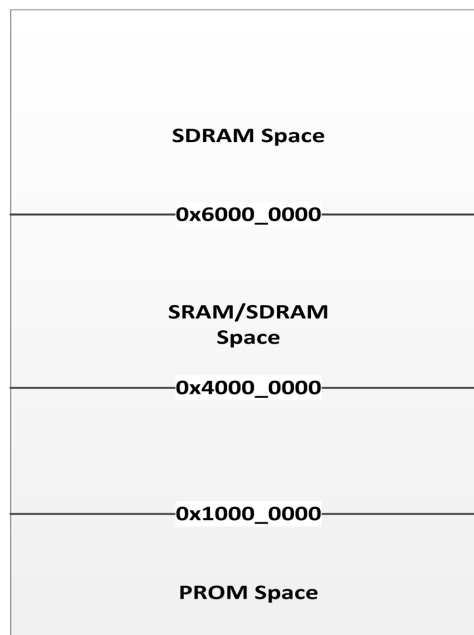 SDRAM Space
0x6000_0000
SRAM/SDRAM
Space
0x4000_0000
0x1000_0000
PROM Space